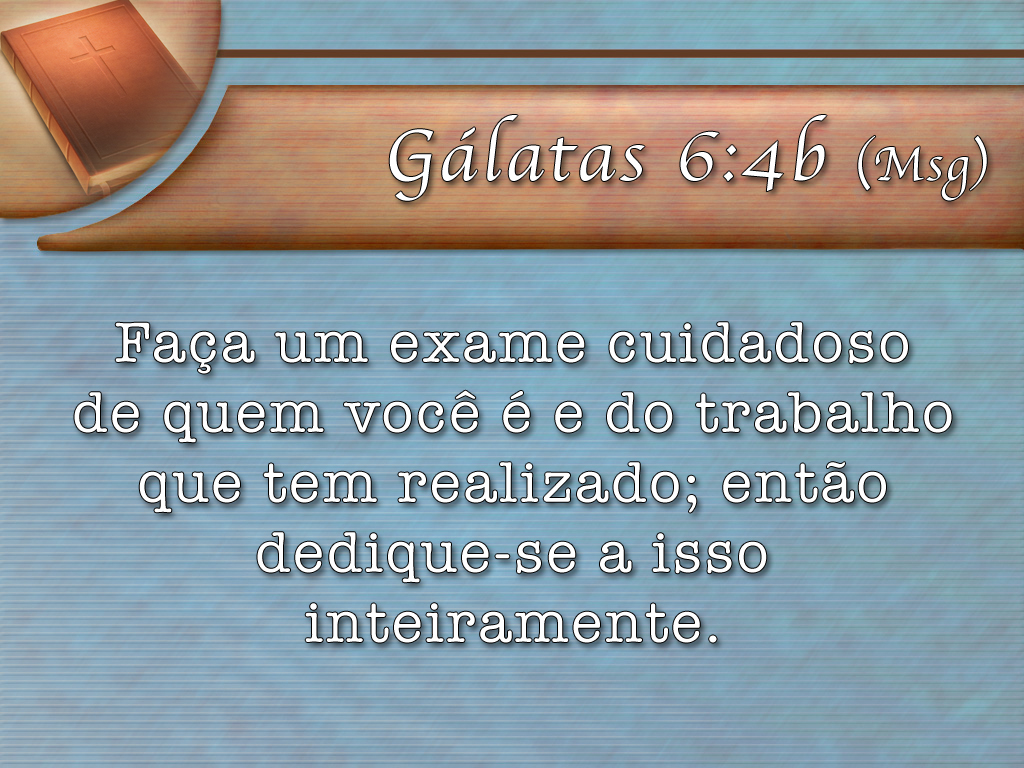 Gálatas 6:4b (Msg)
Faça um exame cuidadoso
de quem você é e do trabalho
que tem realizado; então
dedique-se a isso
inteiramente.